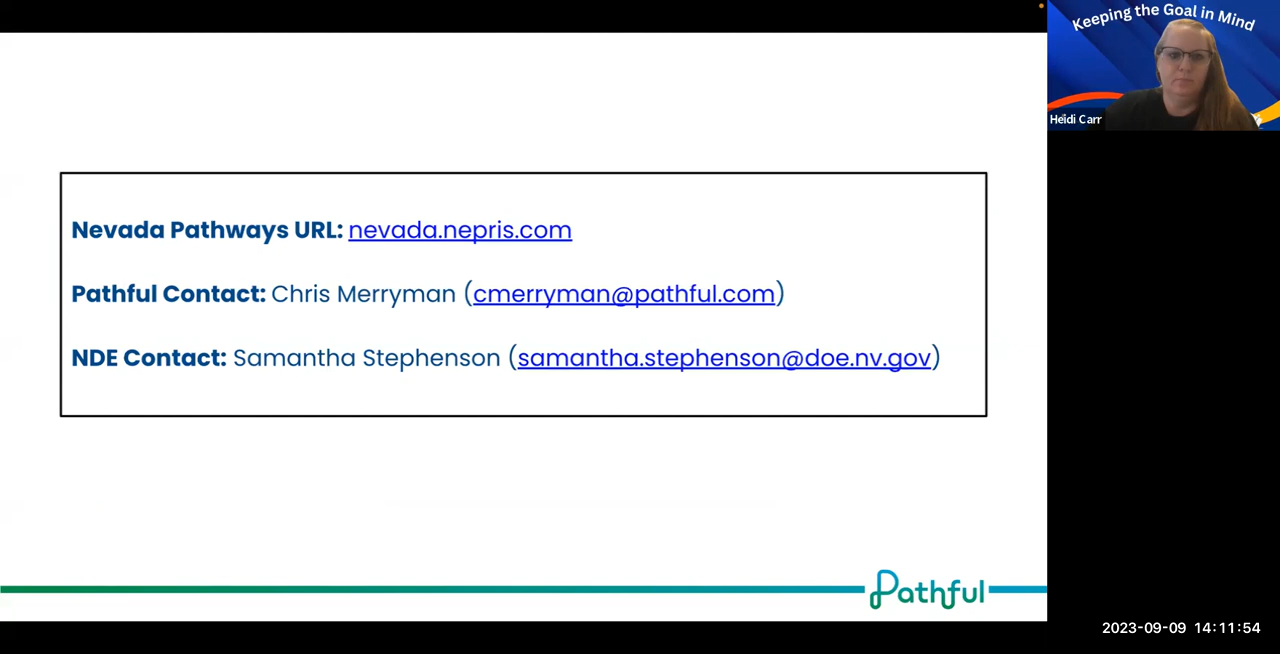 Keeping the Goal in Mind
Heidi Carr
Nevada Pathways URL: nevada.nepris.com
Pathful Contact: Chris Merryman (cmerryman@pathful.com)
NDE Contact: Samantha Stephenson (samantha.stephenson@doe.nv.gov)
Pathful
2023-09-09 14:11:54